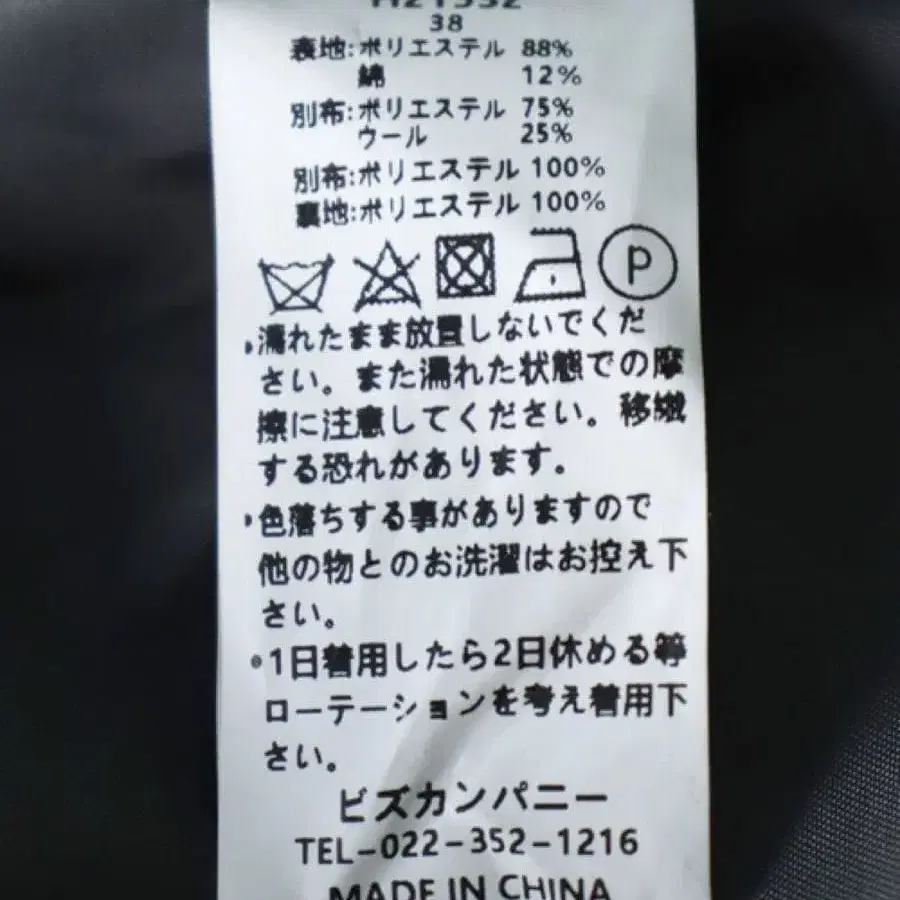 38
表地:ポリエステル 88%
綿 12%
別布:ポリエステル 75%
ウール 25%
別布:ポリエステル 100%
裏地:ポリエステル 100%
P
・濡れたまま放置しないでくだ
さい。また濡れた状態での摩
擦に注意してください。移繊
する恐れがあります。
・色落ちする事がありますので
他の物とのお洗濯はお控え下
さい。
・1日着用したら2日休める等
ローテーションを考え着用下
さい。
ビズカンパニー
TEL-022-352-1216
MADE IN CHINA